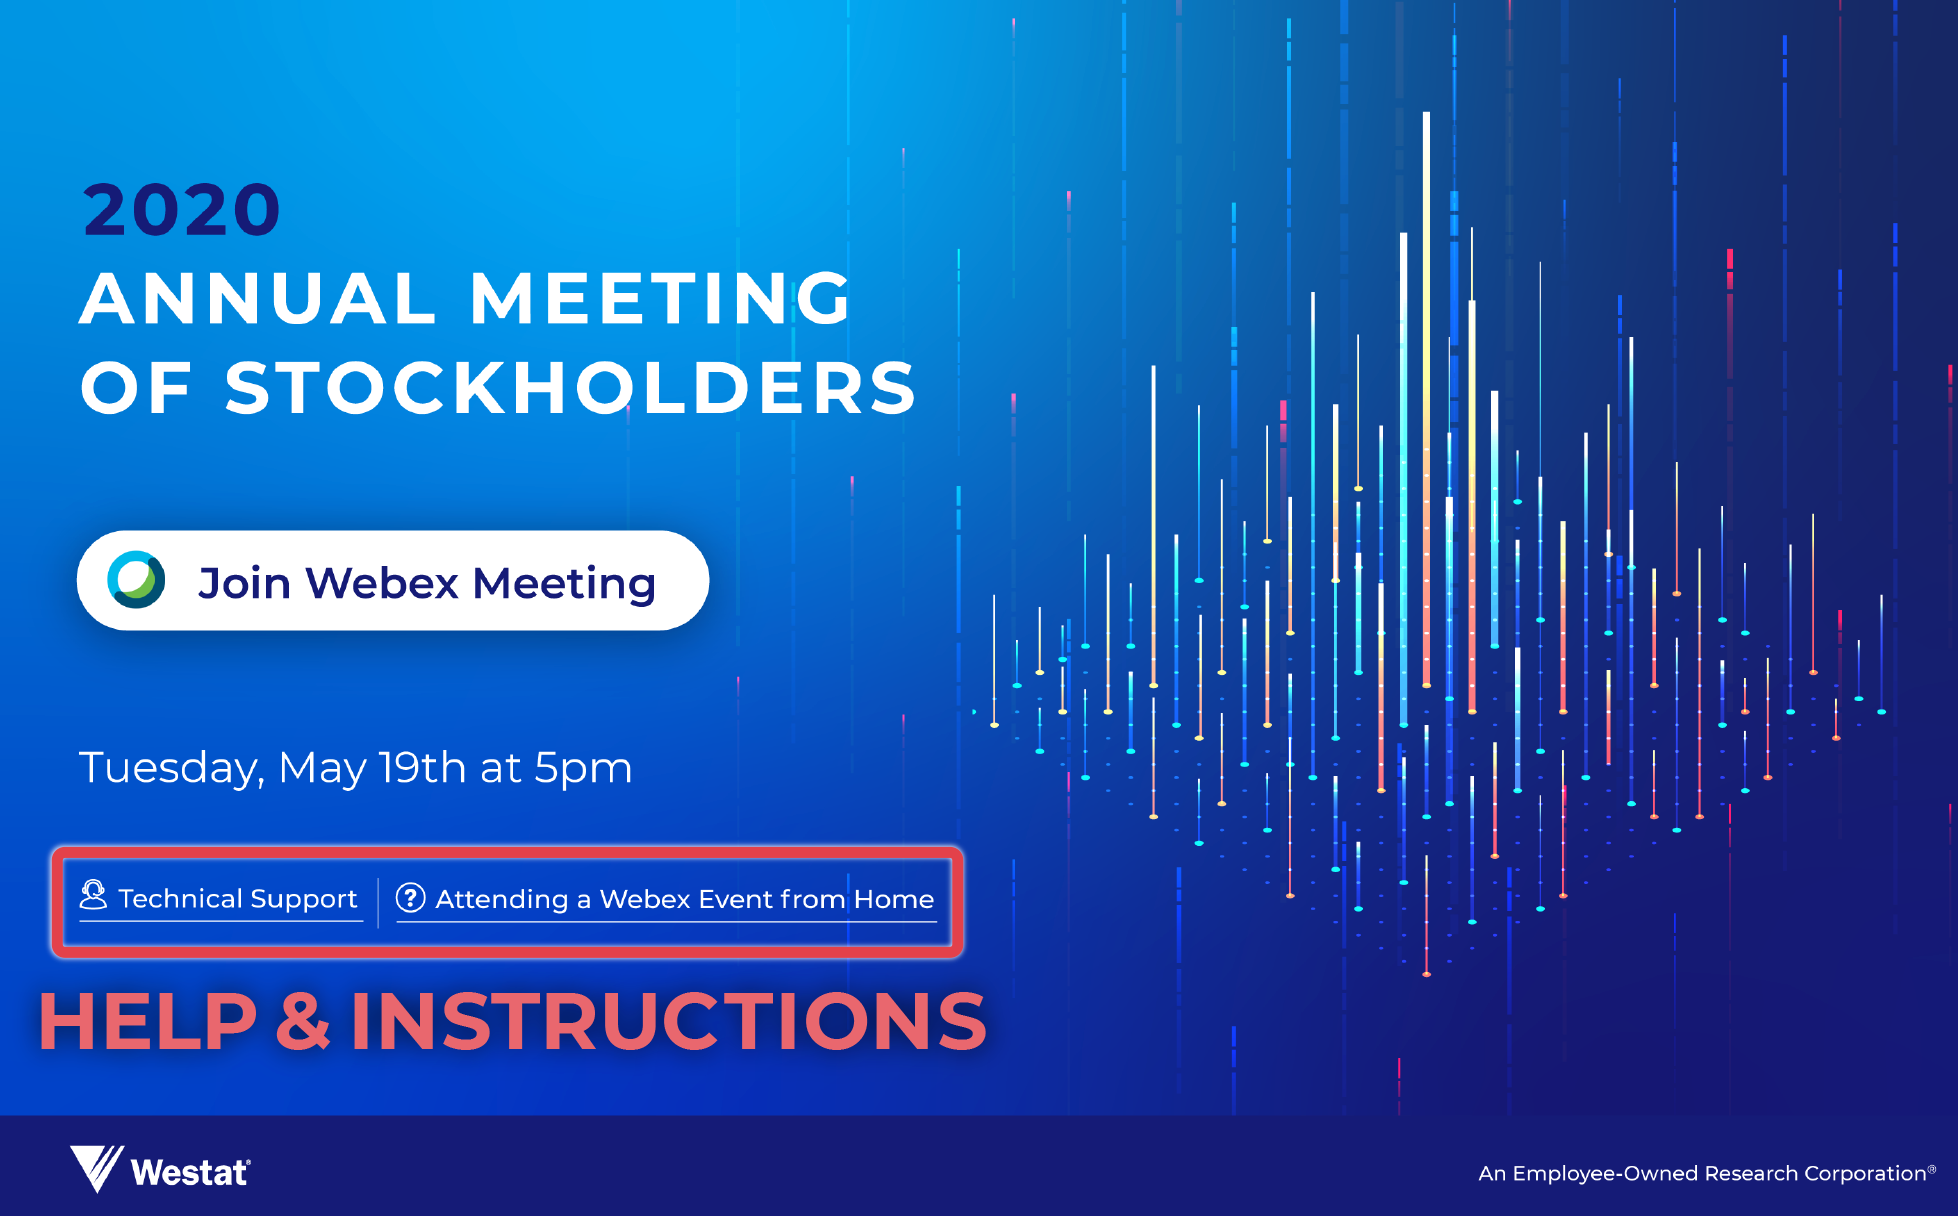 2020
ANNUAL MEETING
OF STOCKHOLDERS
Join Webex Meeting
Tuesday, May 19th at 5pm
Technical Support
? Attending a Webex Event from Home
HELP & INSTRUCTIONS
Westat®
An Employee-Owned Research Corporation®